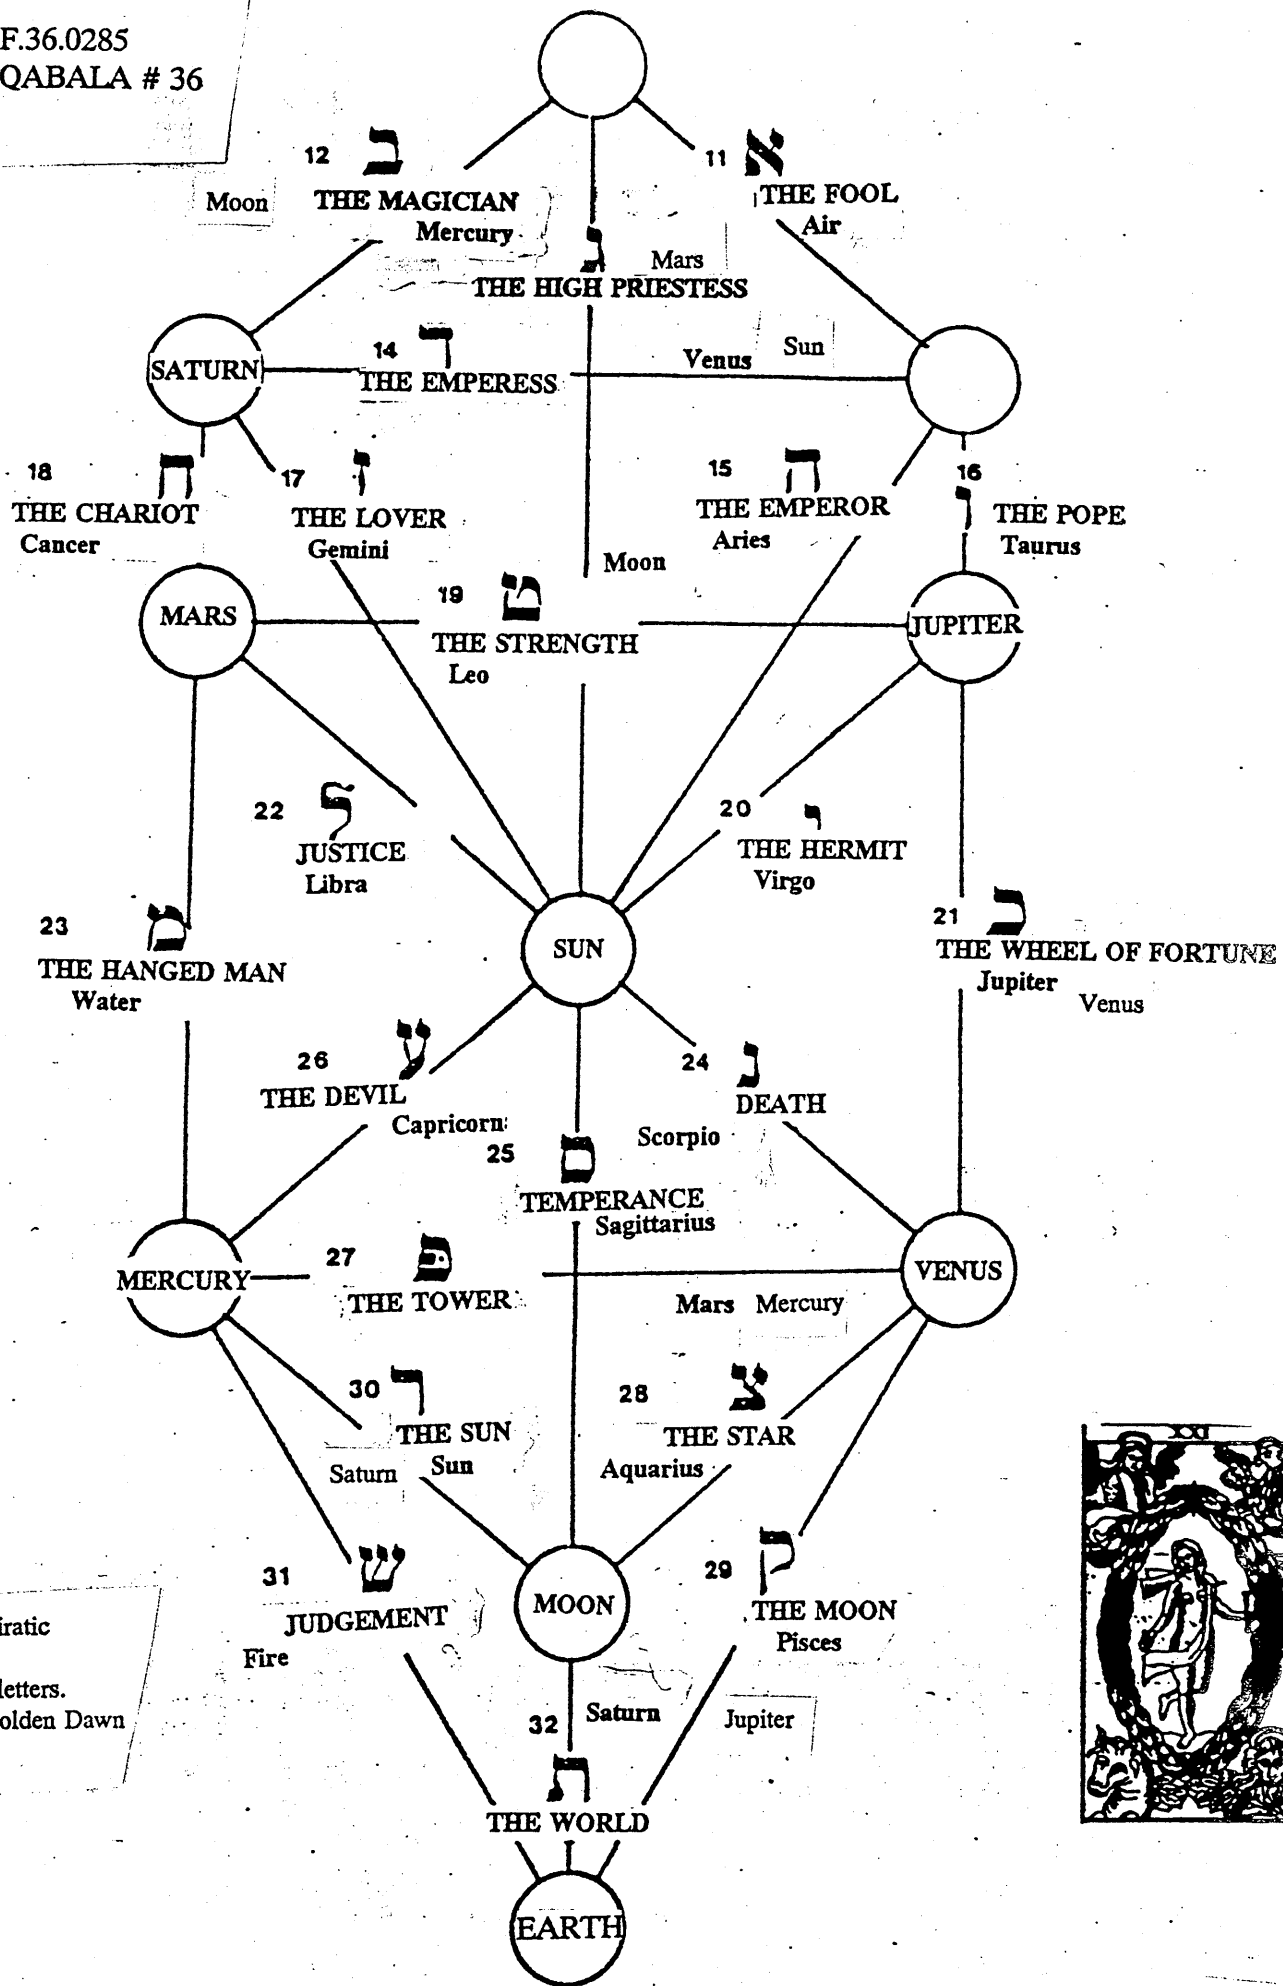 F.36.0285
QABALA # 36
12 ב
11 א
Moon THE MAGICIAN
Mercury
THE FOOL
Air
ג Mars
THE HIGH PRIESTESS
SATURN
14 ד
THE EMPERESS
Venus Sun
18 ח
THE CHARIOT
Cancer
17 ו
THE LOVER
Gemini
15 ה
THE EMPEROR
Aries
16
ו THE POPE
Taurus
Moon
MARS
19 ט
THE STRENGTH
Leo
JUPITER
22 ל
JUSTICE
Libra
20 י
THE HERMIT
Virgo
23 מ
THE HANGED MAN
Water
SUN
21 כ
THE WHEEL OF FORTUNE
Jupiter
Venus
26 ע
THE DEVIL
Capricorn
24 נ
DEATH
Scorpio
25 ס
TEMPERANCE
Sagittarius
MERCURY
27 פּ
THE TOWER
Mars Mercury
VENUS
30 ר
THE SUN
Saturn Sun
28 צ
THE STAR
Aquarius
XXI
31 ש
JUDGEMENT
Fire
MOON
29 ק
THE MOON
Pisces
iratic
letters.
olden Dawn
32 Saturn Jupiter
ת
THE WORLD
EARTH